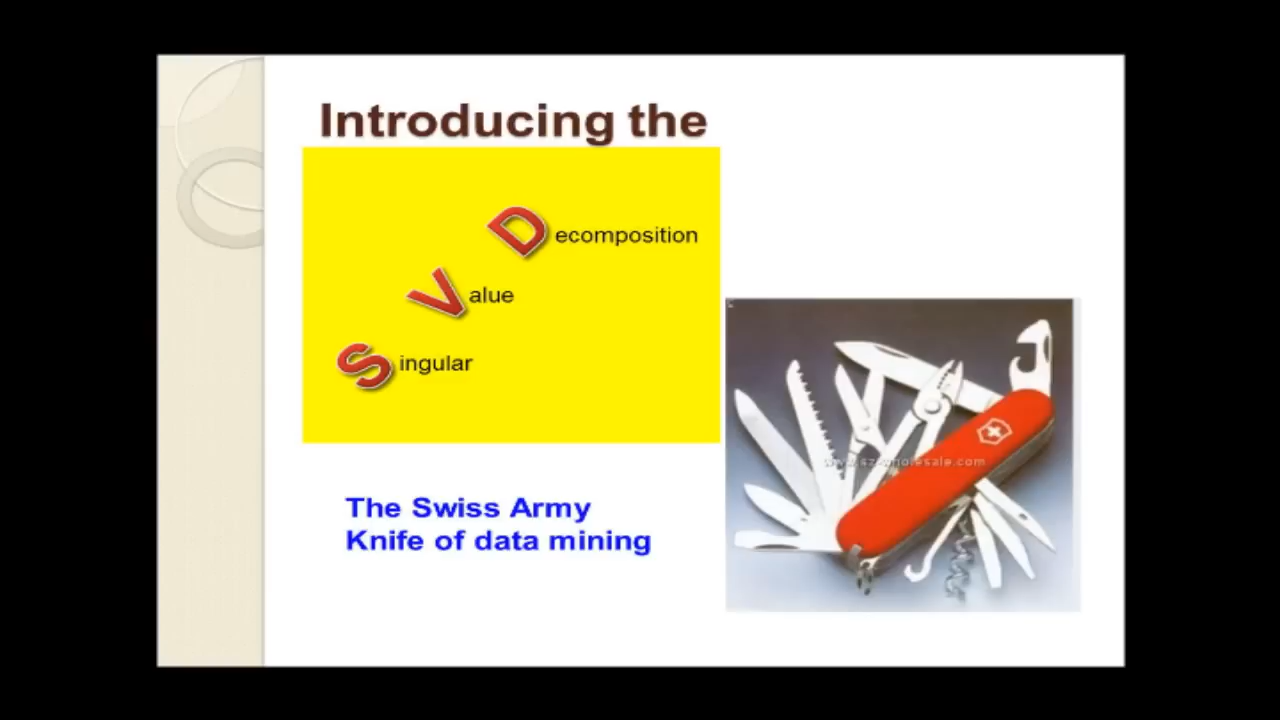 Introducing the
Decomposition
Value
Singular
The Swiss Army
Knife of data mining